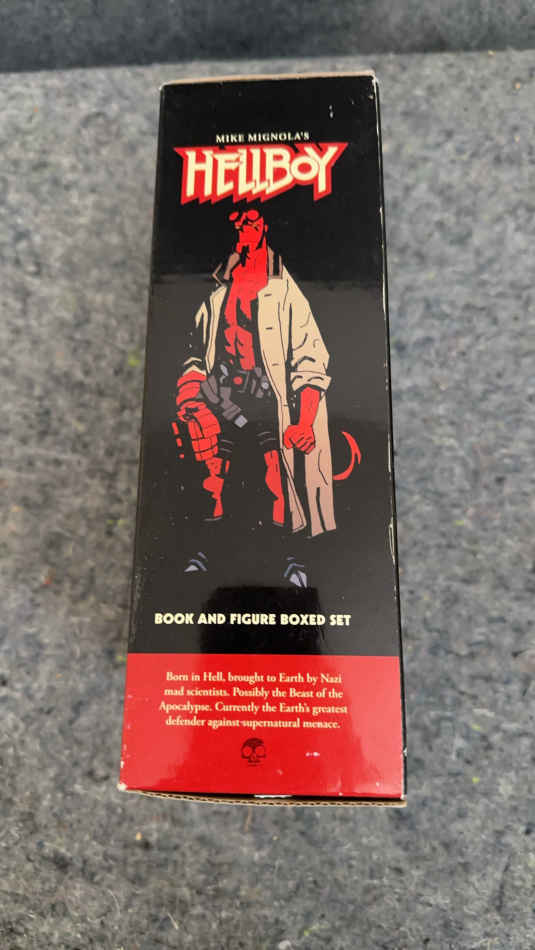 MIKE MIGNOLA'S
HELLBOY
BOOK AND FIGURE BOXED SET
Born in Hell, brought to Earth by Nazi
mad scientists. Possibly the Beast of the
Apocalypse. Currently the Earth's greatest
defender against supernatural menace.